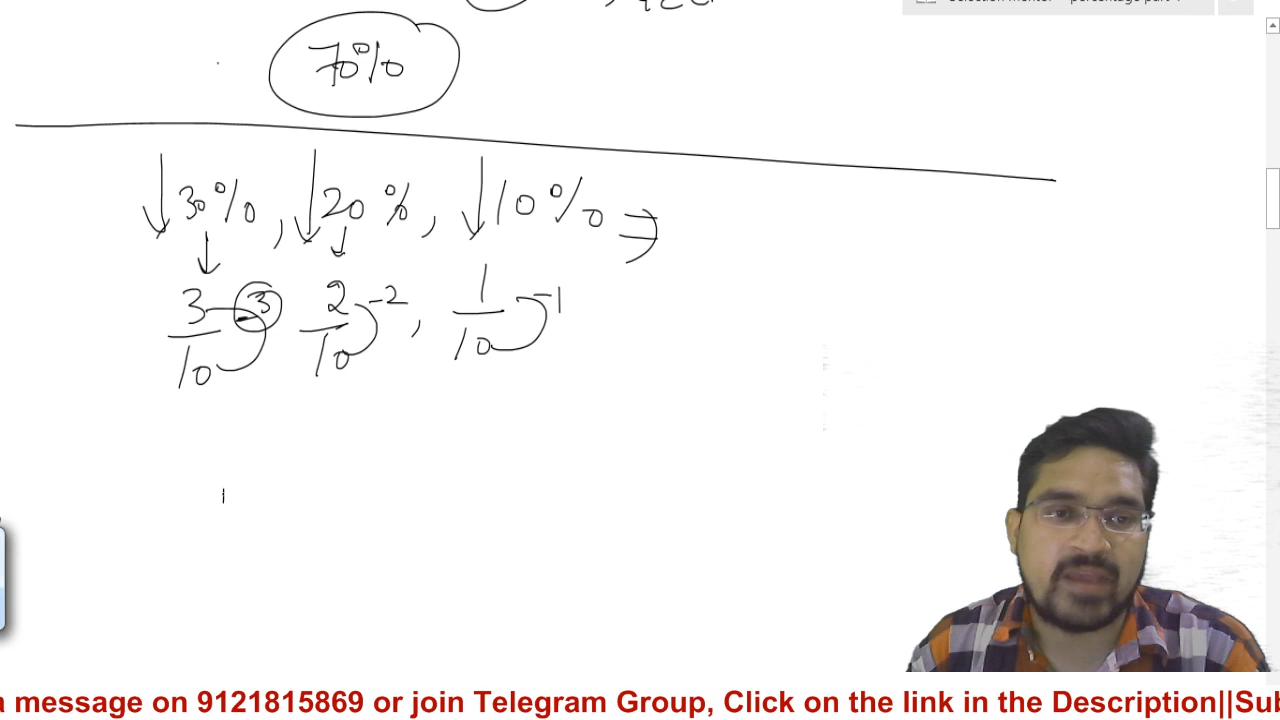 70%
↓30%, ↓20%, ↓10% ⇒
3/10 -3 2/10 -2, 1/10 -1
a message on 9121815869 or join Telegram Group, Click on the link in the Description||Sub